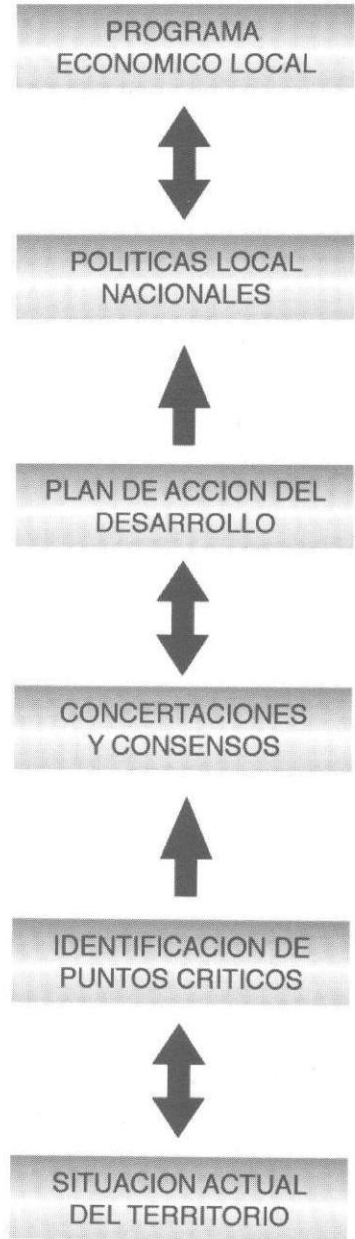 PROGRAMA
ECONOMICO LOCAL
POLITICAS LOCAL
NACIONALES
PLAN DE ACCION DEL
DESARROLLO
CONCERTACIONES
Y CONSENSOS
IDENTIFICACION DE
PUNTOS CRITICOS
SITUACION ACTUAL
DEL TERRITORIO